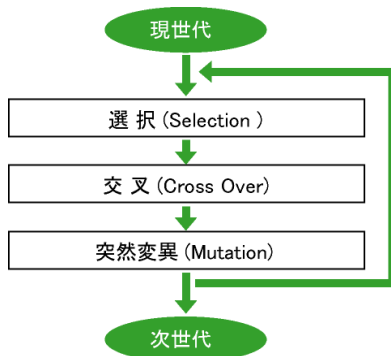 現世代
選 択 (Selection )
交 叉 (Cross Over)
突然変異 (Mutation)
次世代